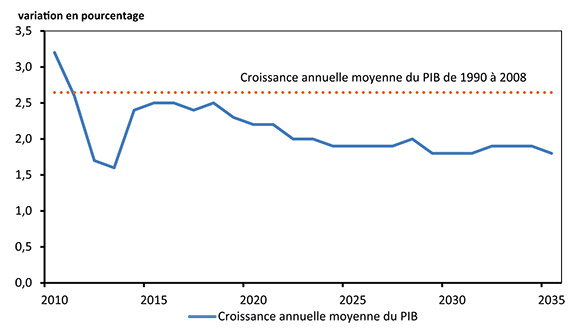 variation en pourcentage
3,5
3,0
Croissance annuelle moyenne du PIB de 1990 à 2008
2,5
2,0
1,5
1,0
0,5
0,0
2010 2015 2020 2025 2030 2035
Croissance annuelle moyenne du PIB